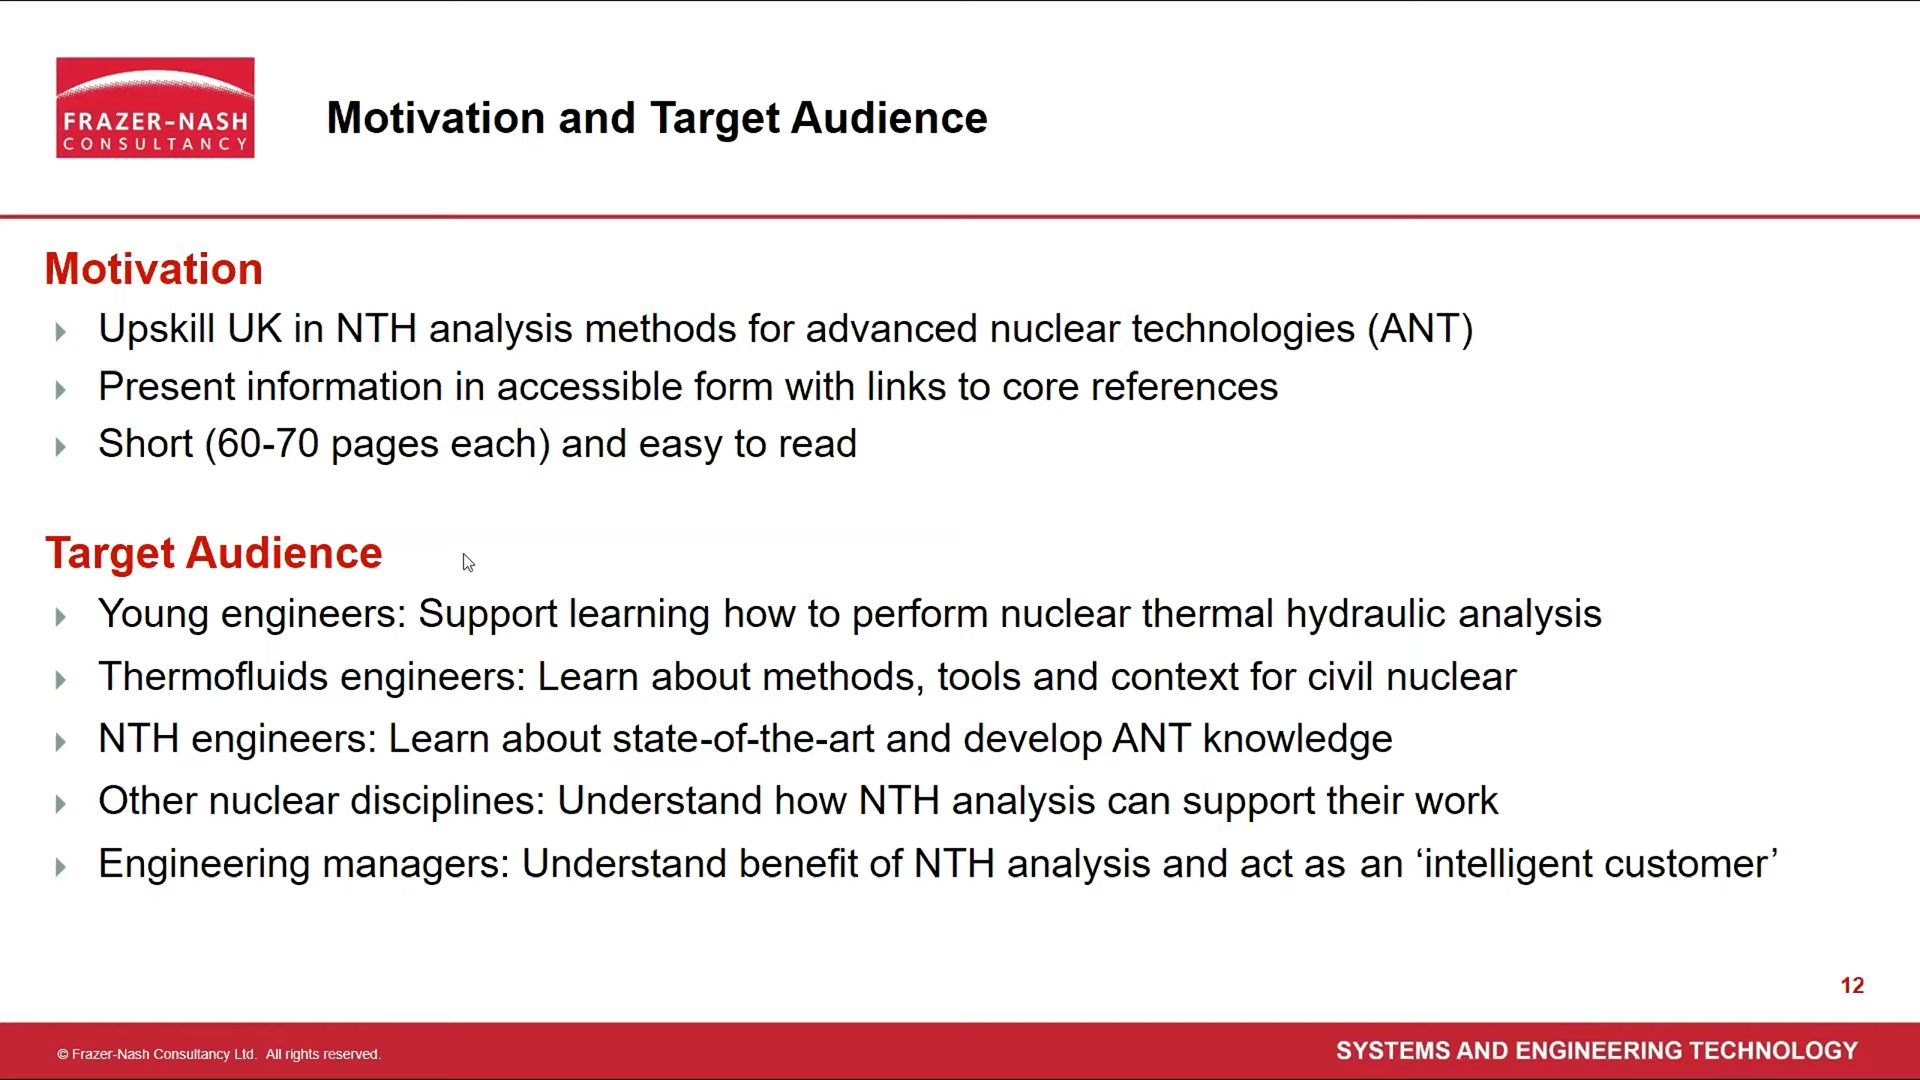 FRAZER-NASH
CONSULTANCY
Motivation and Target Audience
Motivation
Upskill UK in NTH analysis methods for advanced nuclear technologies (ANT)
Present information in accessible form with links to core references
Short (60-70 pages each) and easy to read
Target Audience
Young engineers: Support learning how to perform nuclear thermal hydraulic analysis
Thermofluids engineers: Learn about methods, tools and context for civil nuclear
NTH engineers: Learn about state-of-the-art and develop ANT knowledge
Other nuclear disciplines: Understand how NTH analysis can support their work
Engineering managers: Understand benefit of NTH analysis and act as an ‘intelligent customer’
12
© Frazer-Nash Consultancy Ltd. All rights reserved.
SYSTEMS AND ENGINEERING TECHNOLOGY